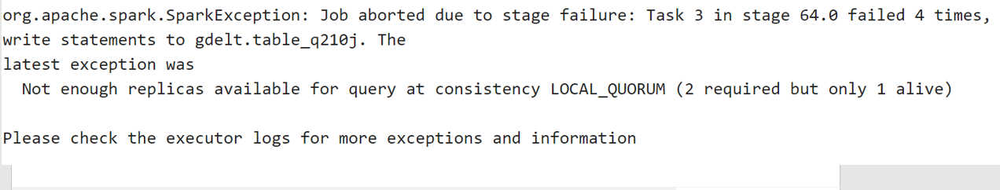 org.apache.spark.SparkException: Job aborted due to stage failure: Task 3 in stage 64.0 failed 4 times,
write statements to gdelt.table_q210j. The
latest exception was
  Not enough replicas available for query at consistency LOCAL_QUORUM (2 required but only 1 alive)
Please check the executor logs for more exceptions and information